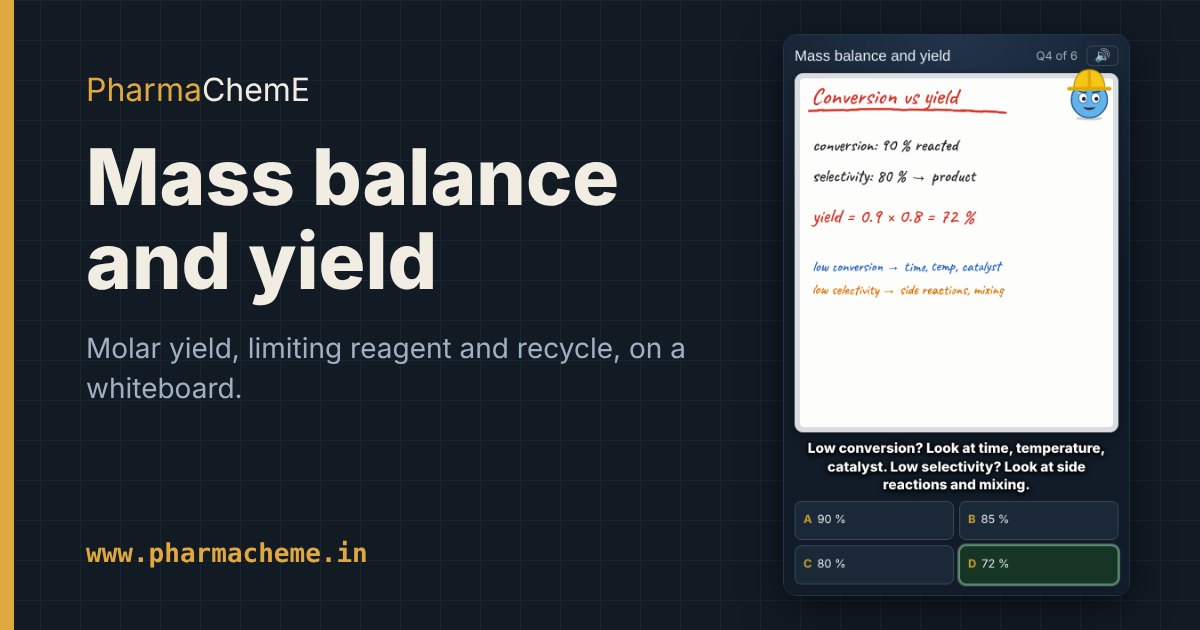 PharmaChemE
Mass balance
and yield
Molar yield, limiting reagent and recycle, on a
whiteboard.
www.pharmacheme.in
Mass balance and yield
Q4 of 6
Conversion vs yield
conversion: 90 % reacted
selectivity: 80 % → product
yield = 0.9 × 0.8 = 72 %
low conversion → time, temp, catalyst
low selectivity → side reactions, mixing
Low conversion? Look at time, temperature,
catalyst. Low selectivity? Look at side
reactions and mixing.
A 90 %
B 85 %
C 80 %
D 72 %